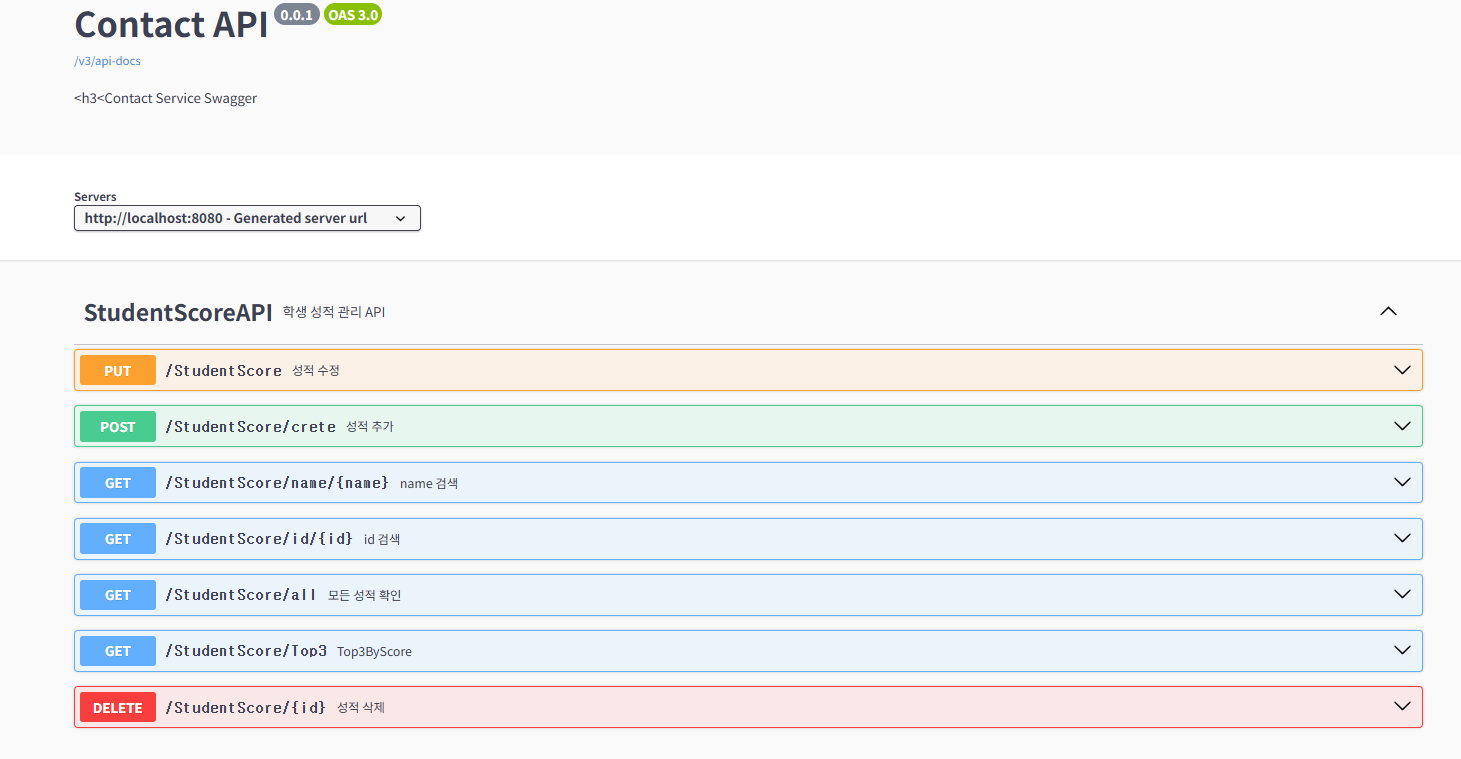 Contact API 0.0.1 OAS 3.0
/v3/api-docs
<h3<Contact Service Swagger
Servers
http://localhost:8080 - Generated server url
StudentScoreAPI 학생 성적 관리 API
PUT /StudentScore 성적 수정
POST /StudentScore/crete 성적 추가
GET /StudentScore/name/{name} name 검색
GET /StudentScore/id/{id} id 검색
GET /StudentScore/all 모든 성적 확인
GET /StudentScore/Top3 Top3ByScore
DELETE /StudentScore/{id} 성적 삭제